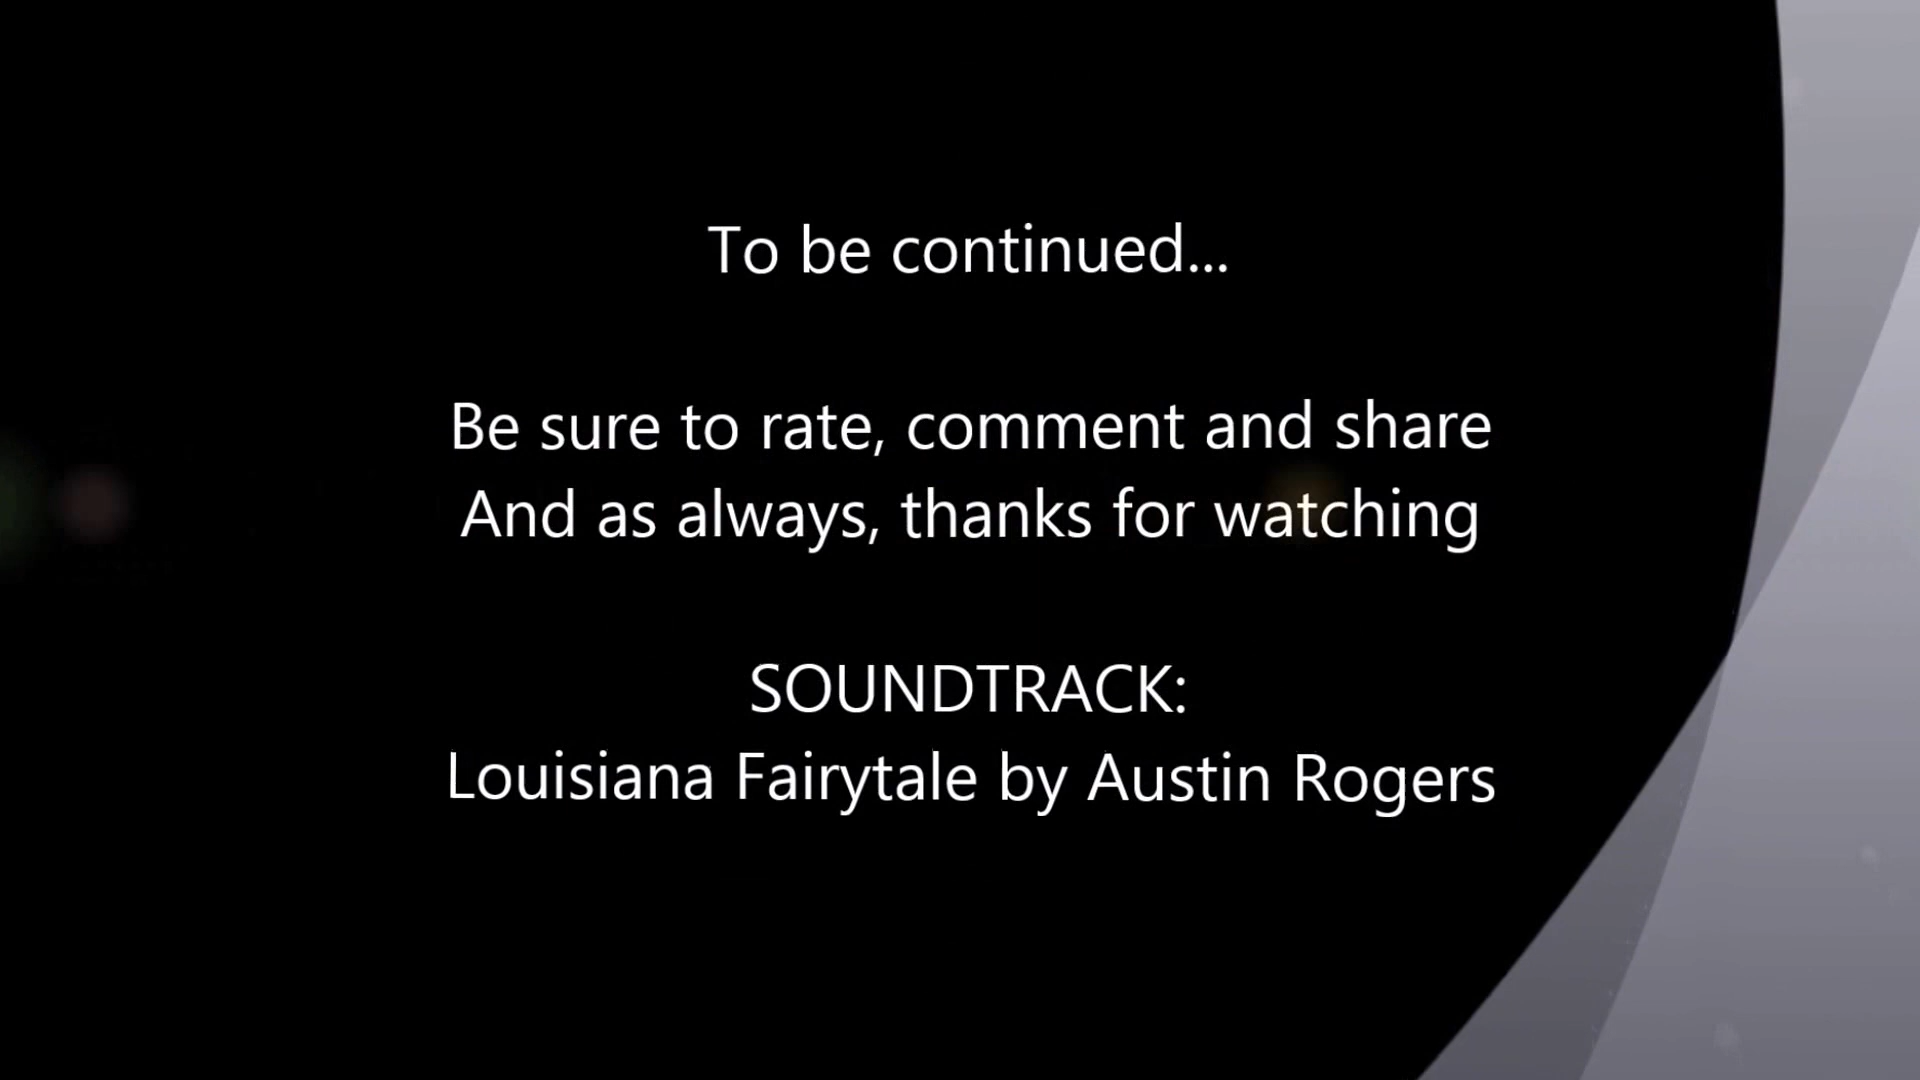 To be continued...
Be sure to rate, comment and share
And as always, thanks for watching
SOUNDTRACK:
Louisiana Fairytale by Austin Rogers